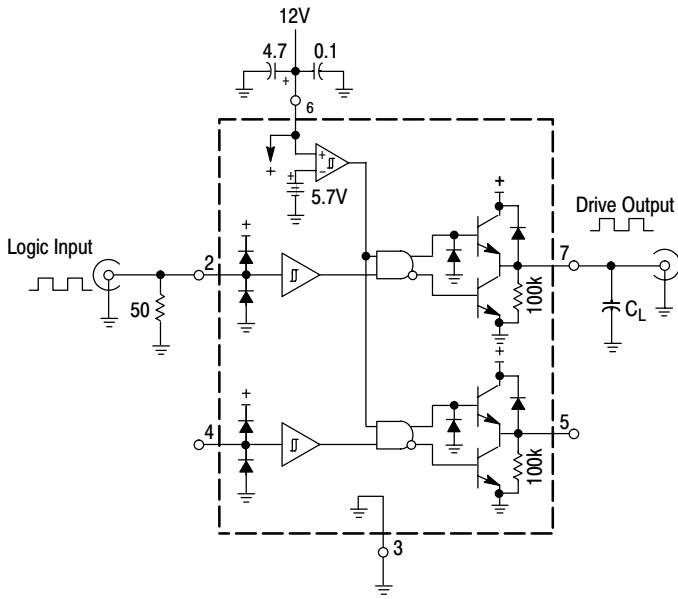 12V
4.7
0.1
+
6
+
+
−
+
5.7V
+
Drive Output
Logic Input
+
2
7
50
100k
CL
+
+
4
5
100k
3